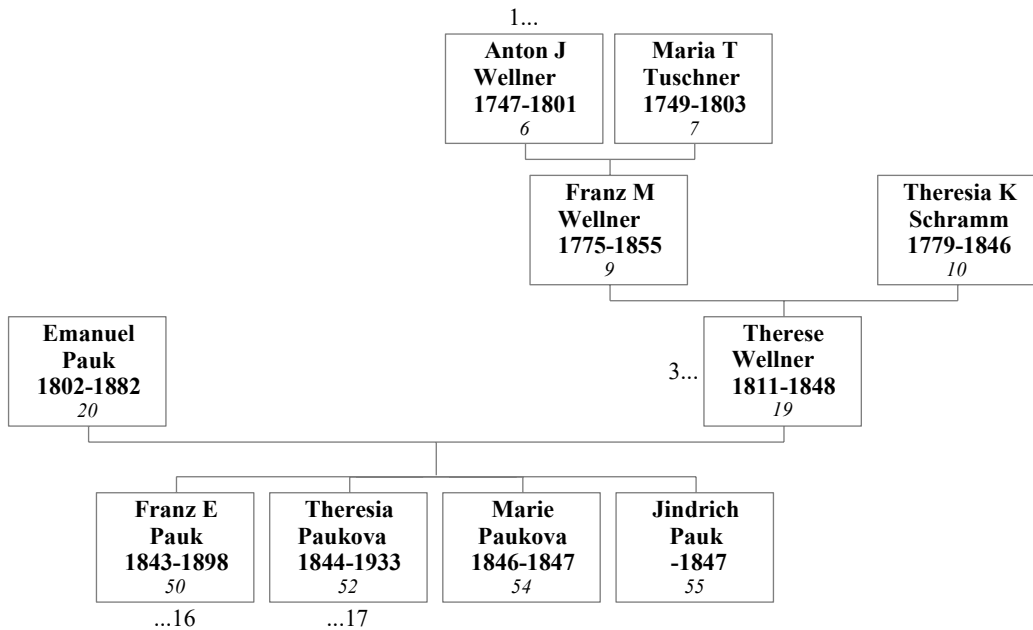 1...
Anton J
Wellner
1747-1801
6
Maria T
Tuschner
1749-1803
7
Franz M
Wellner
1775-1855
9
Theresia K
Schramm
1779-1846
10
Emanuel
Pauk
1802-1882
20
3...
Therese
Wellner
1811-1848
19
Franz E
Pauk
1843-1898
50
Theresia
Paukova
1844-1933
52
Marie
Paukova
1846-1847
54
Jindrich
Pauk
-1847
55
...16
...17